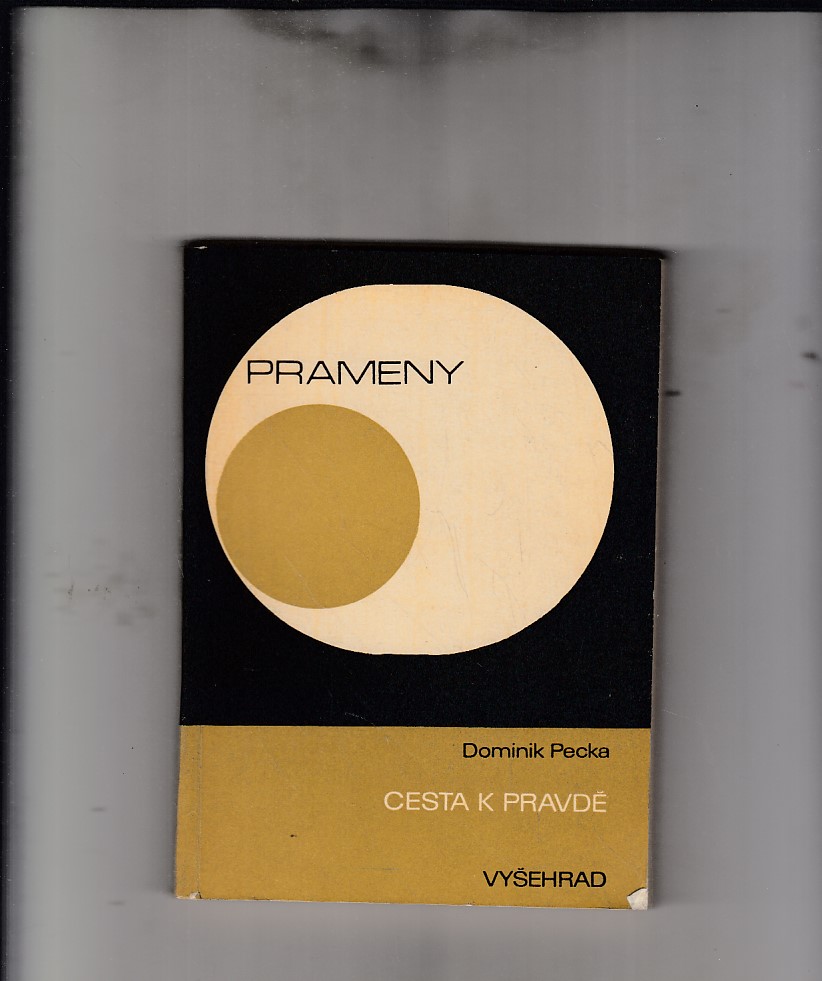 PRAMENY
Dominik Pecka
CESTA K PRAVDĚ
VYŠEHRAD